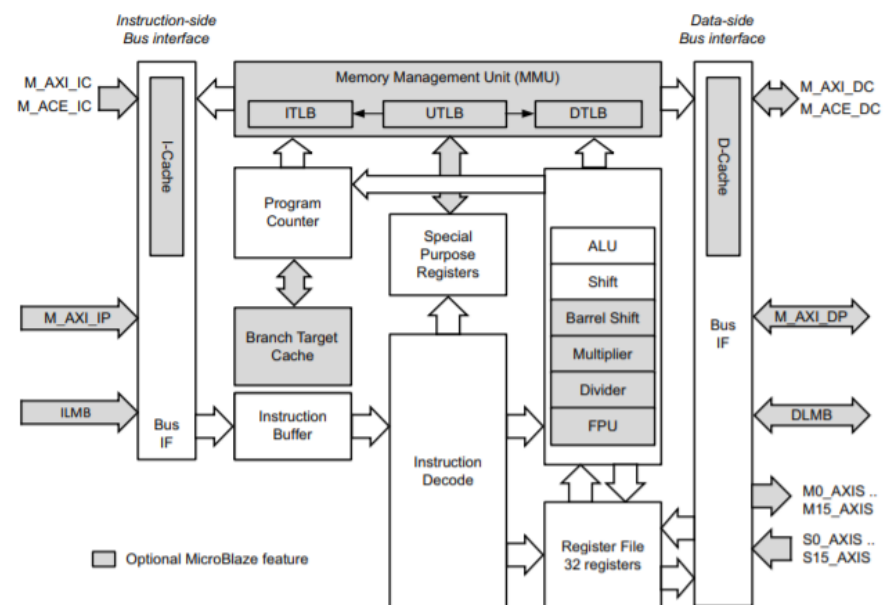 Instruction-side
Bus interface
Data-side
Bus interface
M_AXI_IC
M_ACE_IC
I-Cache
Memory Management Unit (MMU)
ITLB
UTLB
DTLB
D-Cache
M_AXI_DC
M_ACE_DC
Program
Counter
Special
Purpose
Registers
ALU
Shift
Barrel Shift
Multiplier
Divider
FPU
M_AXI_IP
Branch Target
Cache
Bus
IF
M_AXI_DP
ILMB
Bus
IF
Instruction
Buffer
Instruction
Decode
DLMB
Register File
32 registers
M0_AXIS ..
M15_AXIS
S0_AXIS ..
S15_AXIS
Optional MicroBlaze feature